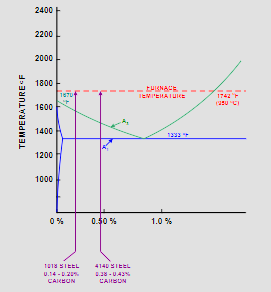 2400
2200
2000
1800
1600
1400
1200
1000
TEMPERATURE °F
1670
°F
FURNACE
TEMPERATURE
1742 °F
(950 °C)
A3
A1
1333 °F
0 %
0.50 %
1.0 %
1018 STEEL
0.14 - 0.20%
CARBON
4140 STEEL
0.38 - 0.43%
CARBON